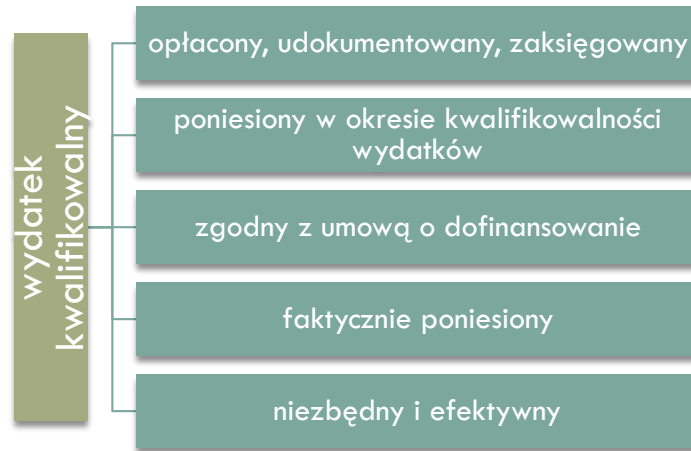 wydatek
kwalifikowalny
opłacony, udokumentowany, zaksięgowany
poniesiony w okresie kwalifikowalności
wydatków
zgodny z umową o dofinansowanie
faktycznie poniesiony
niezbędny i efektywny